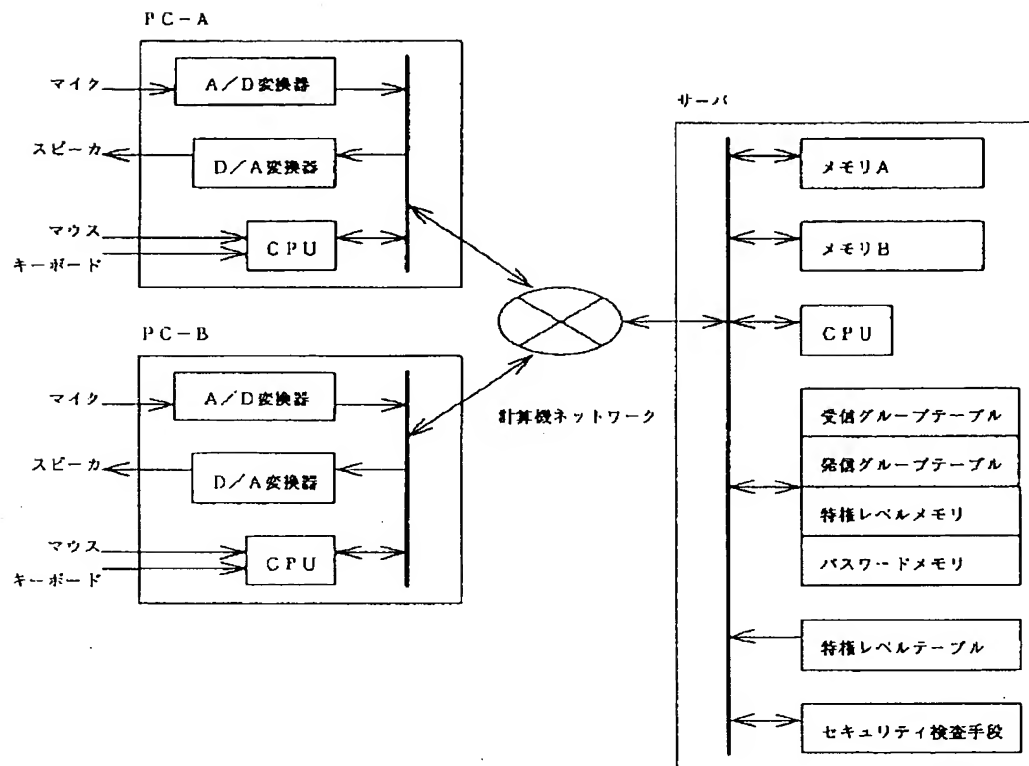 PC-A
マイク
A/D変換器
スピーカ
D/A変換器
マウス
キーボード
CPU
PC-B
マイク
A/D変換器
スピーカ
D/A変換器
マウス
キーボード
CPU
計算機ネットワーク
サーバ
メモリA
メモリB
CPU
受信グループテーブル
発信グループテーブル
特権レベルメモリ
パスワードメモリ
特権レベルテーブル
セキュリティ検査手段